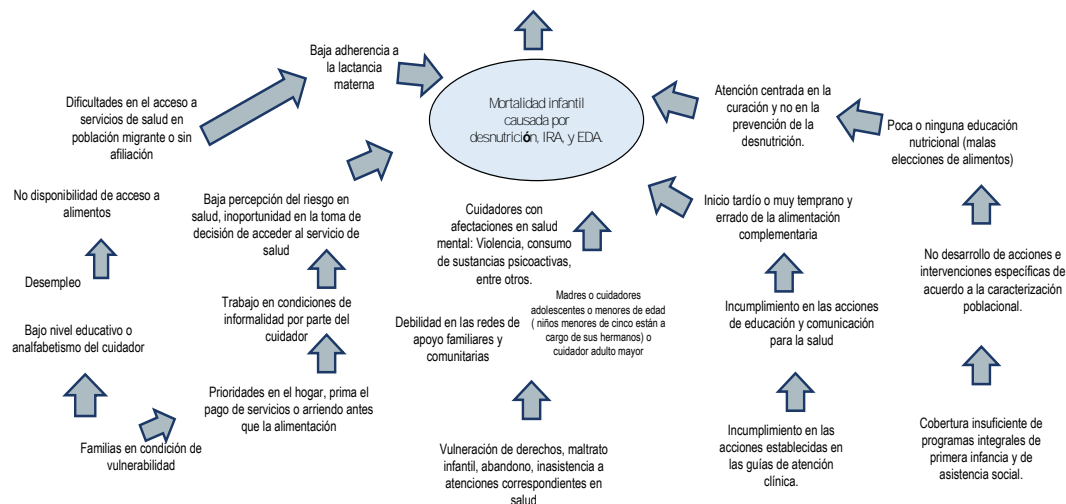 Baja adherencia a
la lactancia
materna
Mortalidad infantil
causada por
desnutrición, IRA, y EDA.
Atención centrada en la
curación y no en la
prevención de la
desnutrición.
Poca o ninguna educación
nutricional (malas
elecciones de alimentos)
Dificultades en el acceso a
servicios de salud en
población migrante o sin
afiliación
No disponibilidad de acceso a
alimentos
Baja percepción del riesgo en
salud, inoportunidad en la toma de
decisión de acceder al servicio de
salud
Cuidadores con
afectaciones en salud
mental: Violencia, consumo
de sustancias psicoactivas,
entre otros.
Inicio tardío o muy temprano y
errado de la alimentación
complementaria
No desarrollo de acciones e
intervenciones específicas de
acuerdo a la caracterización
poblacional.
Desempleo
Trabajo en condiciones de
informalidad por parte del
cuidador
Debilidad en las redes de
apoyo familiares y
comunitarias
Madres o cuidadores
adolescentes o menores de edad
( niños menores de cinco están a
cargo de sus hermanos) o
cuidador adulto mayor
Incumplimiento en las acciones
de educación y comunicación
para la salud
Bajo nivel educativo o
analfabetismo del cuidador
Prioridades en el hogar, prima el
pago de servicios o arriendo antes
que la alimentación
Familias en condición de
vulnerabilidad
Vulneración de derechos, maltrato
infantil, abandono, inasistencia a
atenciones correspondientes en
salud
Incumplimiento en las
acciones establecidas en
las guías de atención
clínica.
Cobertura insuficiente de
programas integrales de
primera infancia y de
asistencia social.